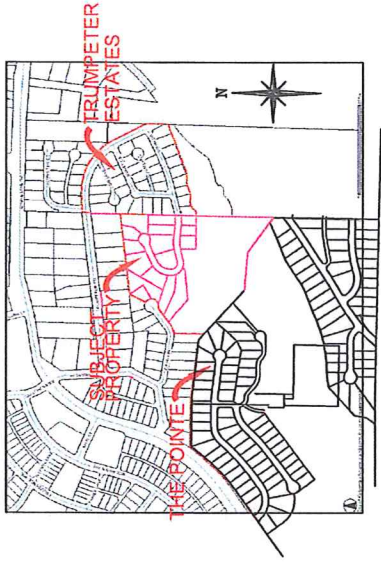 TRUMPETER
ESTATES
SUBJECT
PROPERTY
THE POINTE
N